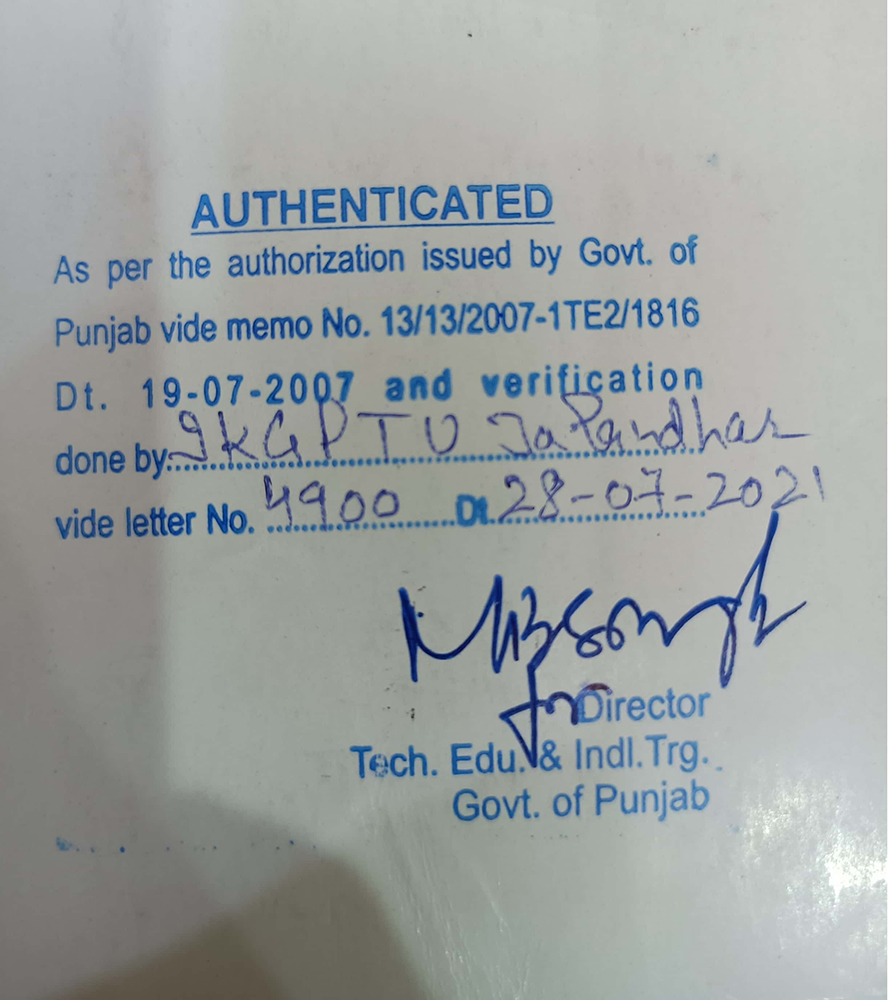 AUTHENTICATED
As per the authorization issued by Govt. of
Punjab vide memo No. 13/13/2007-1TE2/1816
Dt. 19-07-2007 and verification
done by IKGPTU Jalandhar
vide letter No. 4900 Dt. 28-07-2021
for Director
Tech. Edu. & Indl.Trg.
Govt. of Punjab